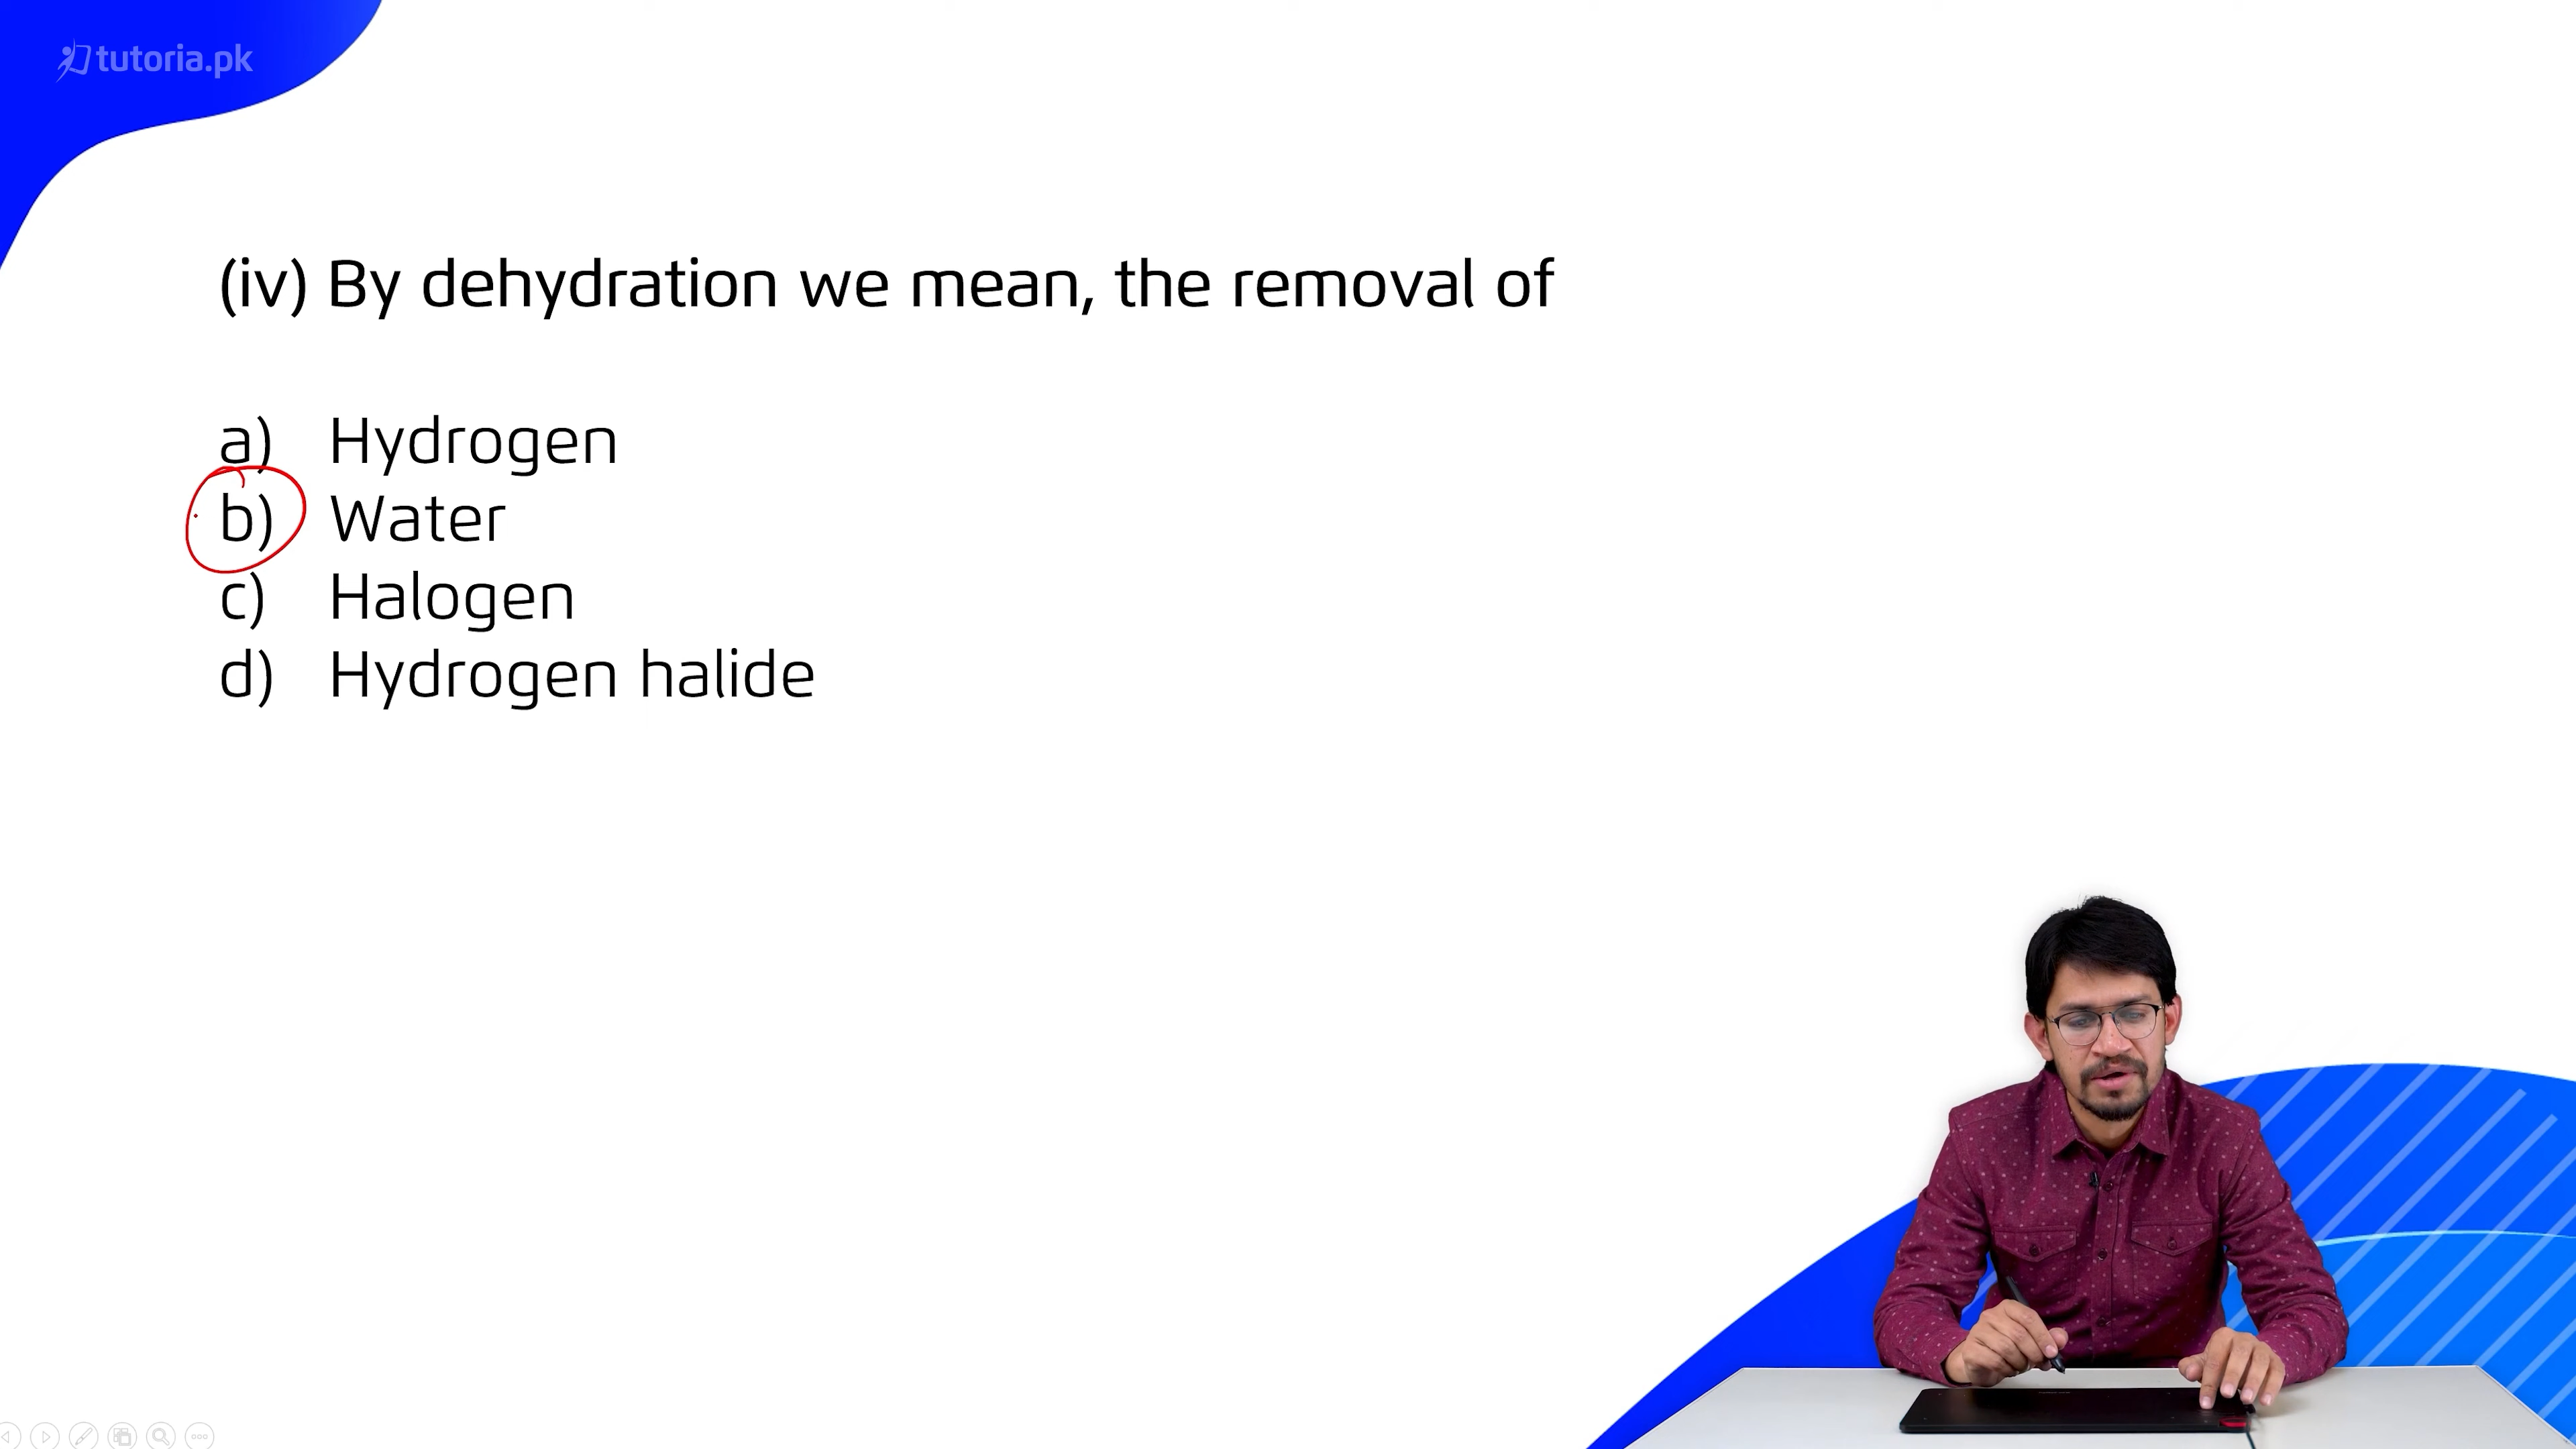 tutoria.pk
(iv) By dehydration we mean, the removal of
a) Hydrogen
b) Water
c) Halogen
d) Hydrogen halide